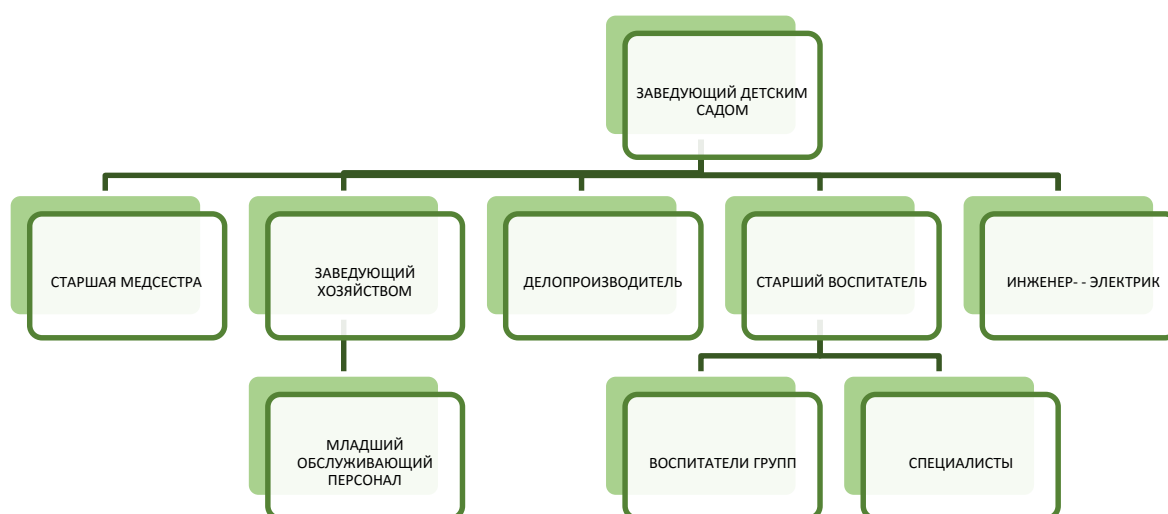 ЗАВЕДУЮЩИЙ ДЕТСКИМ
САДОМ
СТАРШАЯ МЕДСЕСТРА
ЗАВЕДУЮЩИЙ
ХОЗЯЙСТВОМ
ДЕЛОПРОИЗВОДИТЕЛЬ
СТАРШИЙ ВОСПИТАТЕЛЬ
ИНЖЕНЕР- - ЭЛЕКТРИК
МЛАДШИЙ
ОБСЛУЖИВАЮЩИЙ
ПЕРСОНАЛ
ВОСПИТАТЕЛИ ГРУПП
СПЕЦИАЛИСТЫ